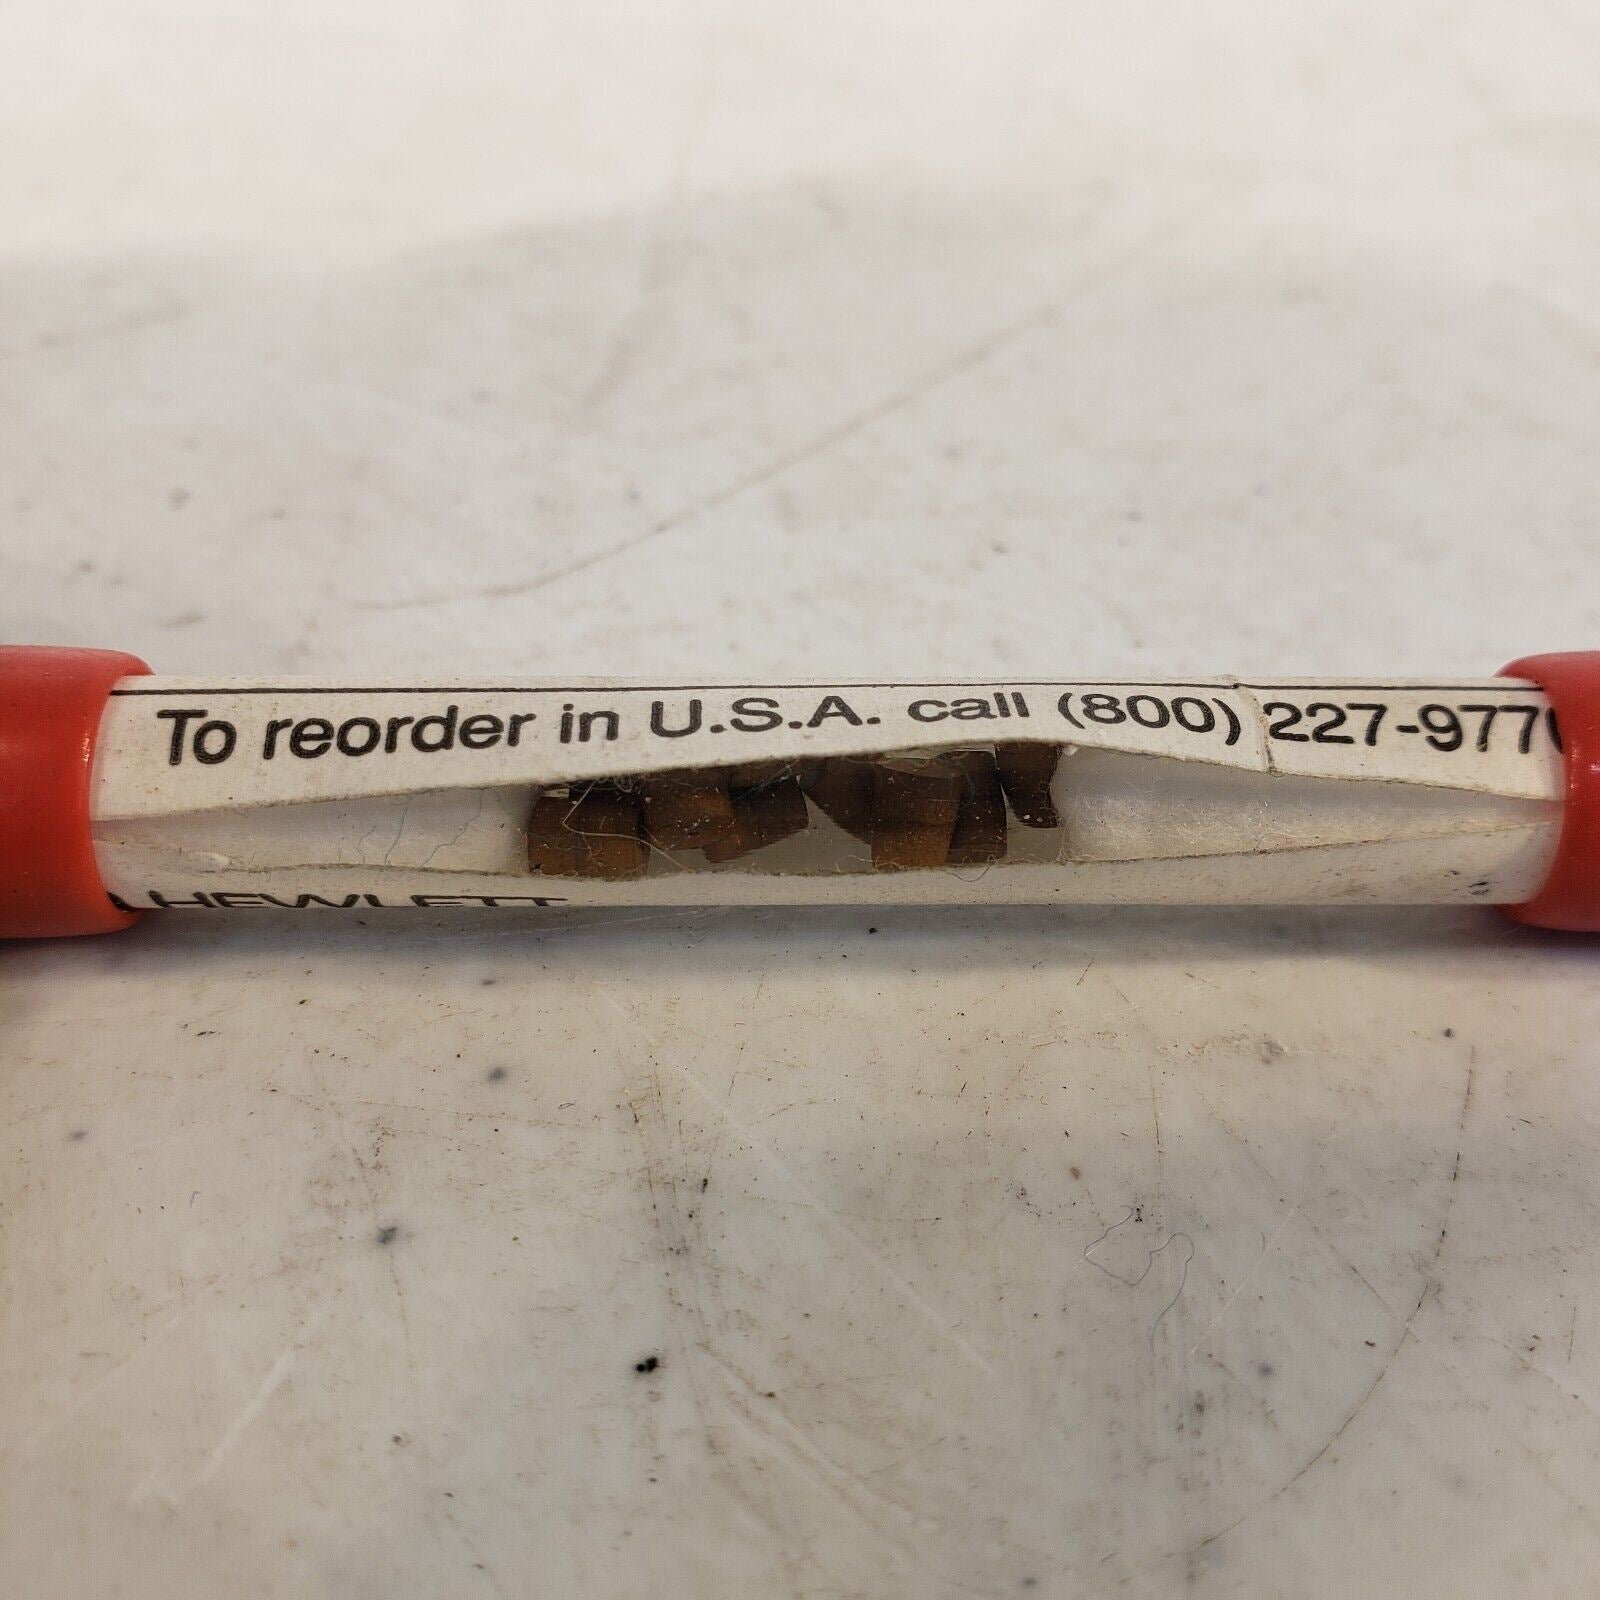 To reorder in U.S.A. call (800) 227-977
HEWLETT